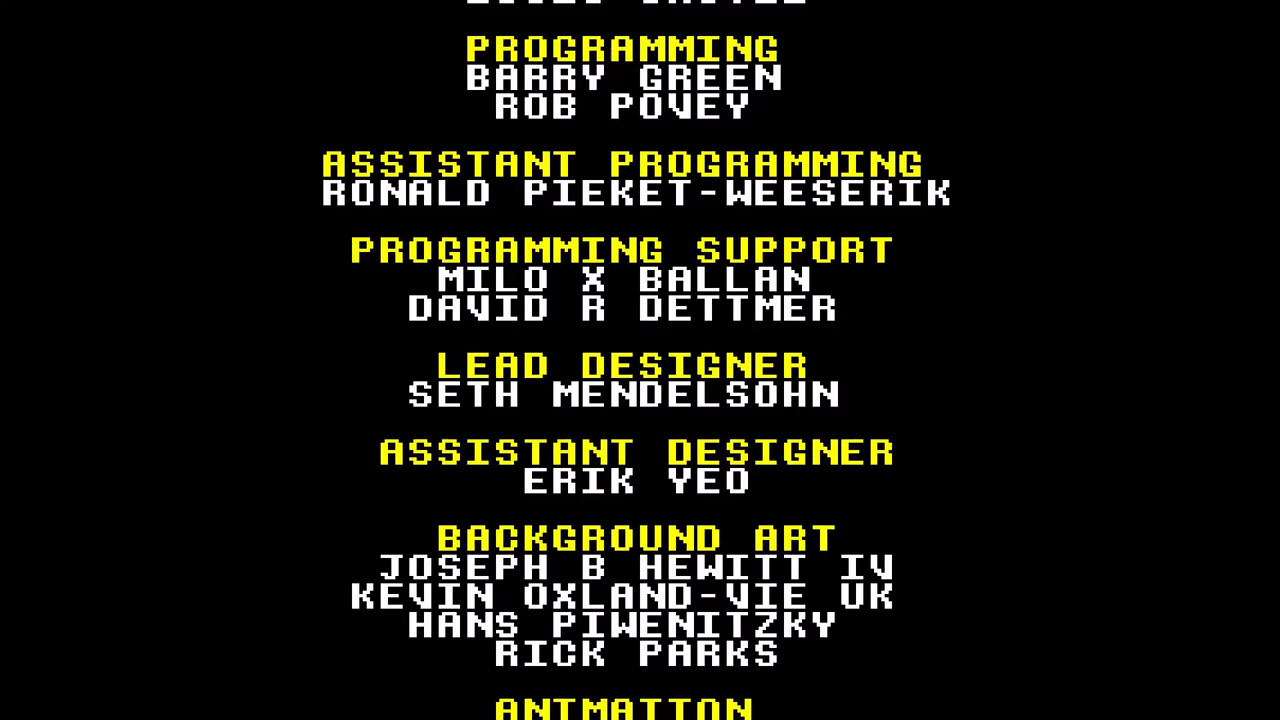 PROGRAMMING
BARRY GREEN
ROB POVEY
ASSISTANT PROGRAMMING
RONALD PIEKET-WEESERIK
PROGRAMMING SUPPORT
MILO X BALLAN
DAVID R DETTMER
LEAD DESIGNER
SETH MENDELSOHN
ASSISTANT DESIGNER
ERIK YEO
BACKGROUND ART
JOSEPH B HEWITT IV
KEVIN OXLAND-VIE UK
HANS PIWENITZKY
RICK PARKS
ANIMATION